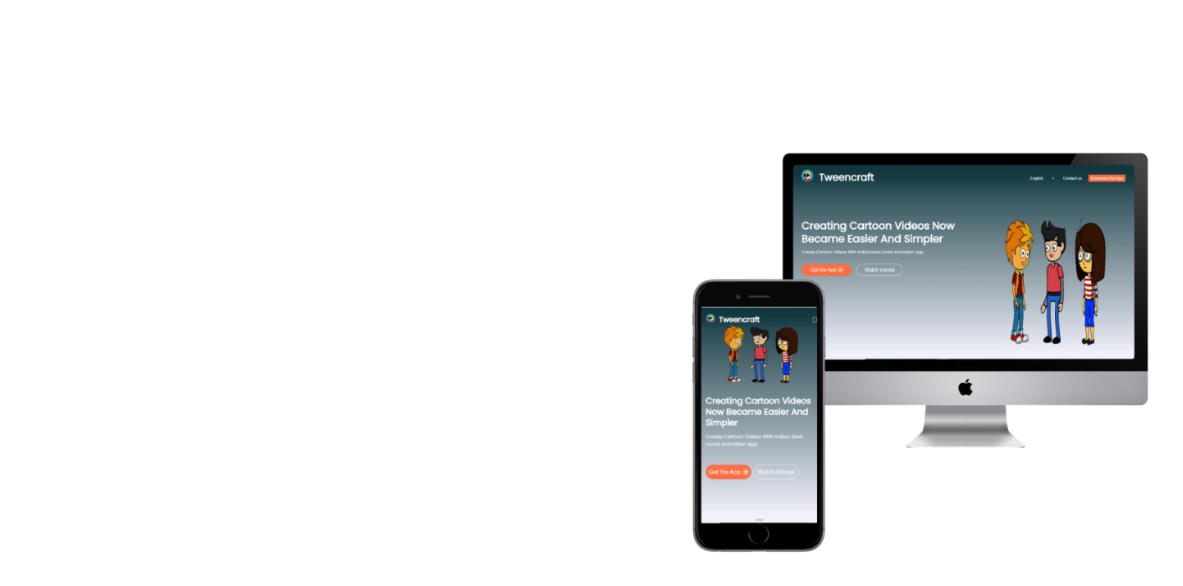 Tweencraft
English
Contact us
Download the App
Creating Cartoon Videos Now
Became Easier And Simpler
Create Cartoon Videos With India's Most Loved Animation App
Get the App
Watch tutorial
Tweencraft
Creating Cartoon Videos
Now Became Easier And
Simpler
Create Cartoon Videos With India's Most
Loved Animation App
Get the App
Watch tutorial